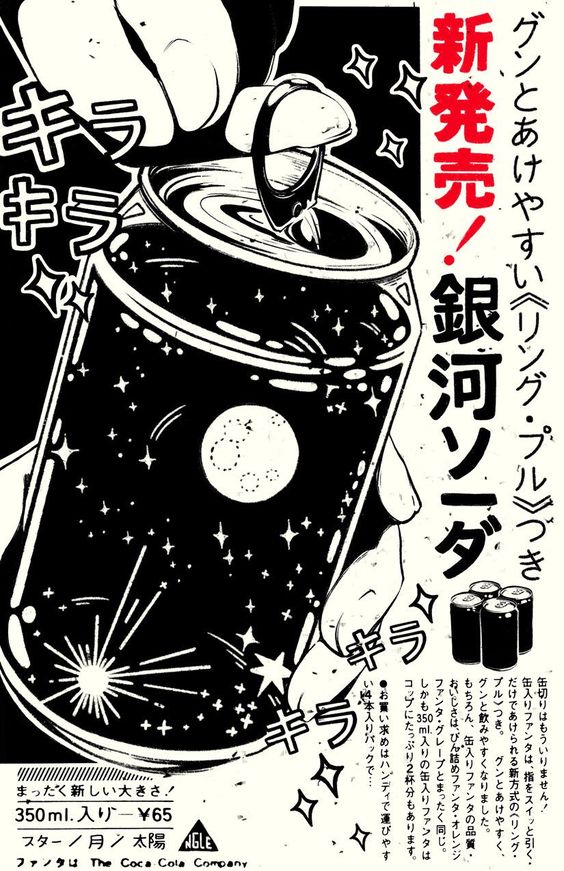 グンとあけやすい《リング・プル》つき
新発売!銀河ソーダ
キラ
キラ
キラ
キラ
缶切りはもういりません!
缶入りファンタは、指をスイッと引く・
だけであけられる新方式の《リング・
プル》つき。 グンとあけやすく、
グンと飲みやすくなりました。
もちろん、缶入りファンタの品質・
おいしさは、びん詰めファンタ・オレンジ
ファンタ・グレープとまったく同じ。
しかも350ml.入りの缶入りファンタは
コップにたっぷり2杯分もあります。
●お買い求めはハンディで運びやす
い4本入りパックで…
まったく新しい大きさ!
350ml.入り—¥65
スター/月/太陽
NGLE
ファンタは The Coca Cola Company